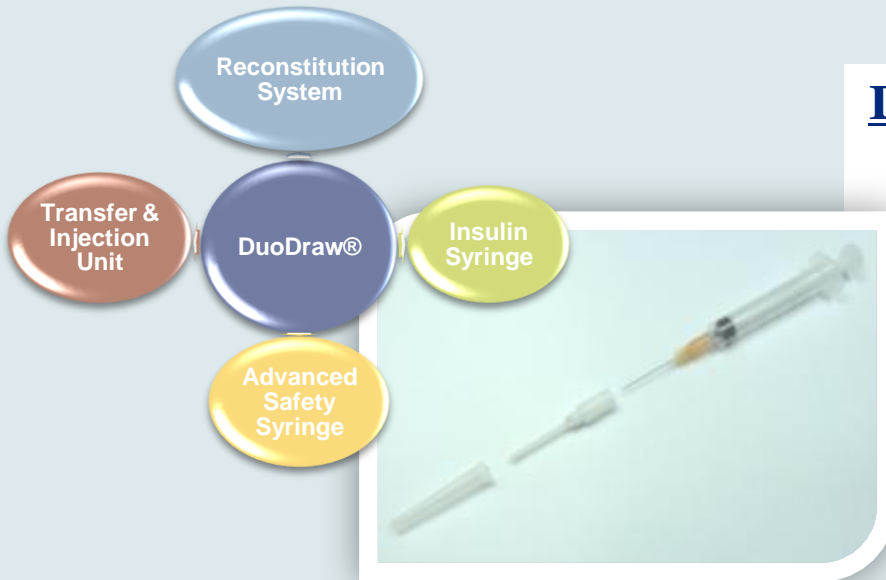 Reconstitution
System
Transfer &
Injection
Unit
DuoDraw®
Insulin
Syringe
Advanced
Safety
Syringe